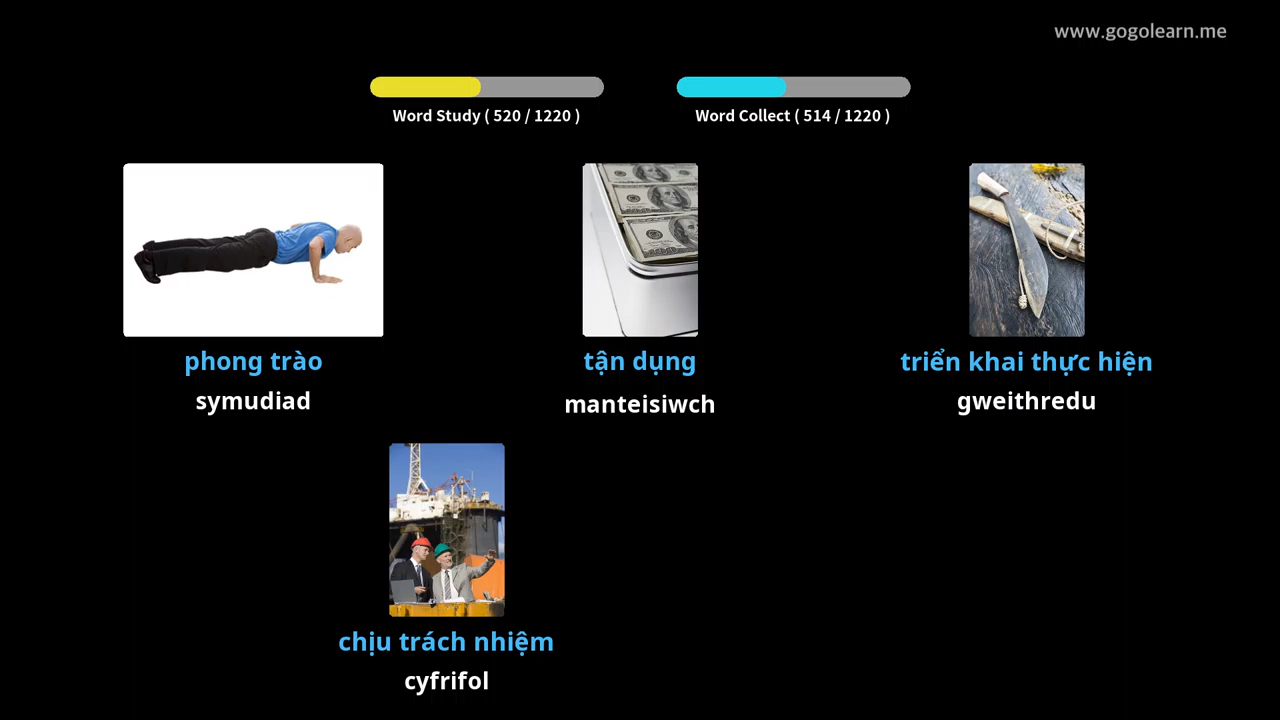 www.gogolearn.me
Word Study ( 520 / 1220 )
Word Collect ( 514 / 1220 )
phong trào
symudiad
tận dụng
manteisiwch
triển khai thực hiện
gweithredu
chịu trách nhiệm
cyfrifol